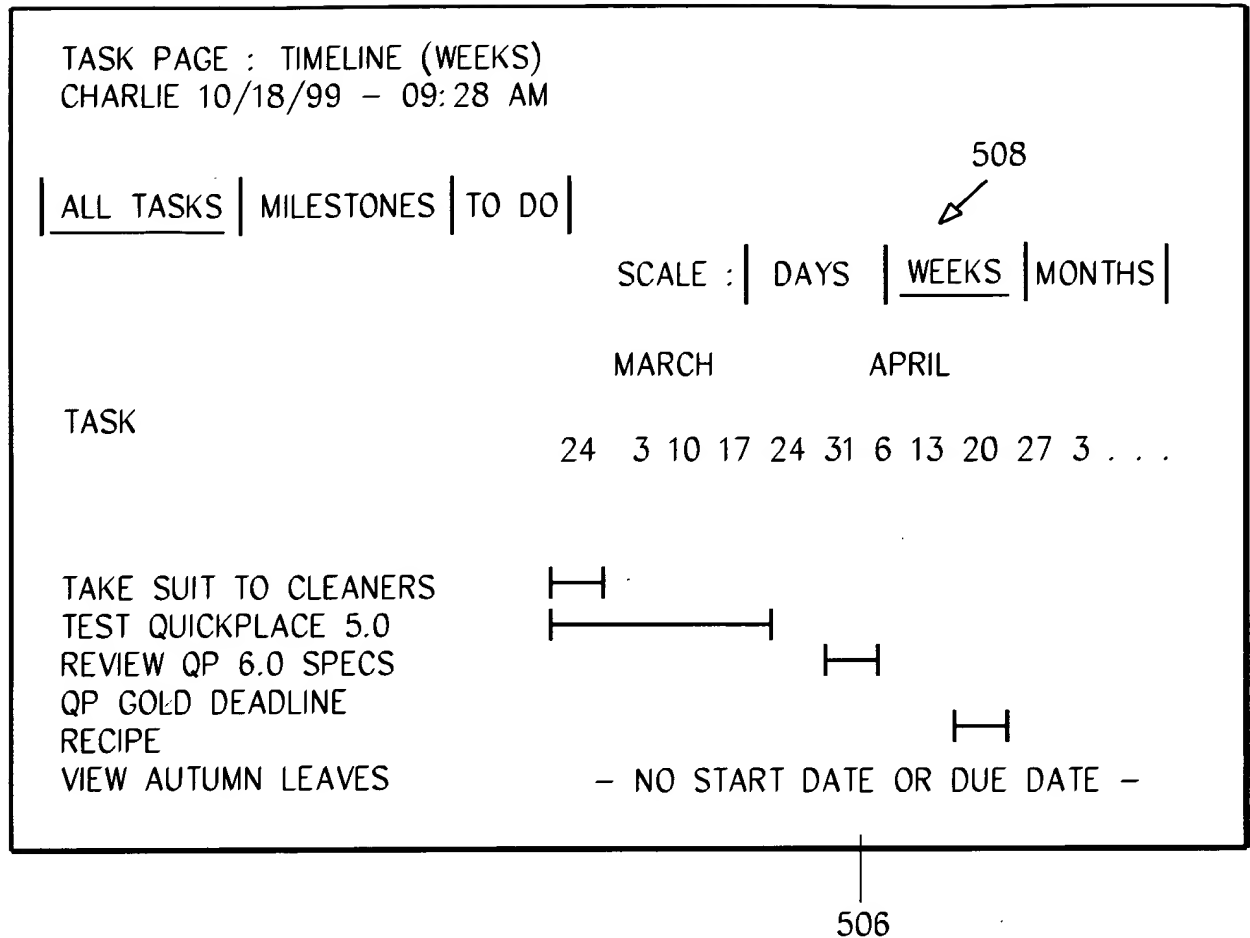 TASK PAGE : TIMELINE (WEEKS)
CHARLIE 10/18/99 – 09:28 AM
508
ALL TASKS | MILESTONES | TO DO |
SCALE : | DAYS | WEEKS | MONTHS |
MARCH APRIL
TASK
24 3 10 17 24 31 6 13 20 27 3 . . .
TAKE SUIT TO CLEANERS
TEST QUICKPLACE 5.0
REVIEW QP 6.0 SPECS
QP GOLD DEADLINE
RECIPE
VIEW AUTUMN LEAVES – NO START DATE OR DUE DATE –
506